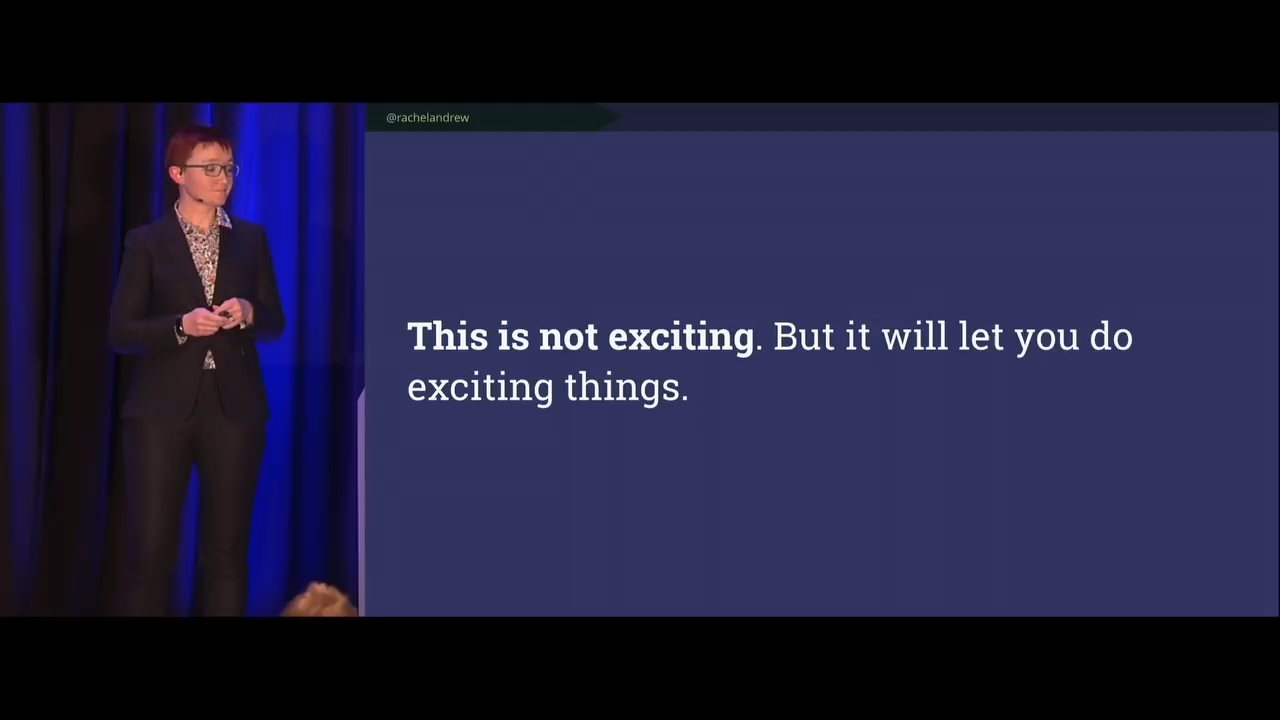 @rachelandrew
This is not exciting. But it will let you do
exciting things.